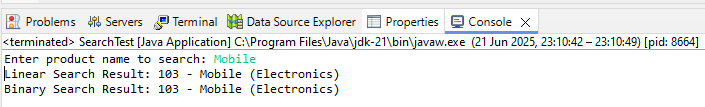 Problems Servers Terminal Data Source Explorer Properties Console
<terminated> SearchTest [Java Application] C:\Program Files\Java\jdk-21\bin\javaw.exe (21 Jun 2025, 23:10:42 – 23:10:49) [pid: 8664]
Enter product name to search: Mobile
Linear Search Result: 103 - Mobile (Electronics)
Binary Search Result: 103 - Mobile (Electronics)